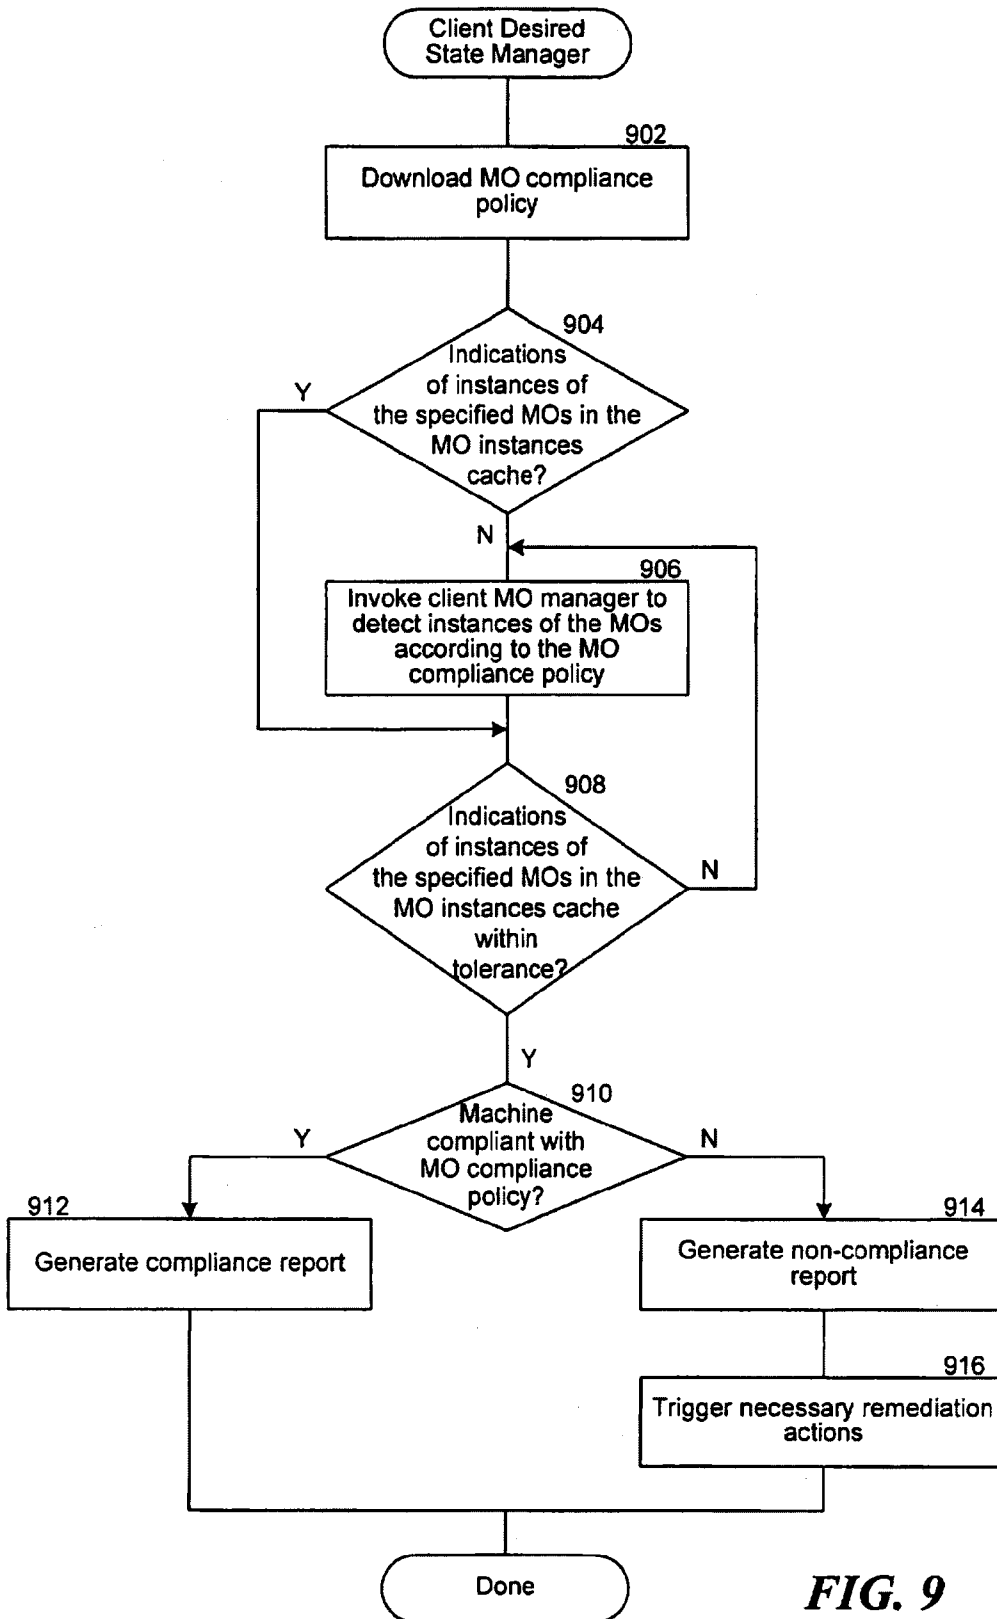 Client Desired
State Manager
902
Download MO compliance
policy
904
Indications
of instances of
the specified MOs in the
MO instances
cache?
Y
N
906
Invoke client MO manager to
detect instances of the MOs
according to the MO
compliance policy
908
Indications
of instances of
the specified MOs in the
MO instances cache
within
tolerance?
N
Y
910
Machine
compliant with
MO compliance
policy?
Y
N
912
Generate compliance report
914
Generate non-compliance
report
916
Trigger necessary remediation
actions
Done
FIG. 9